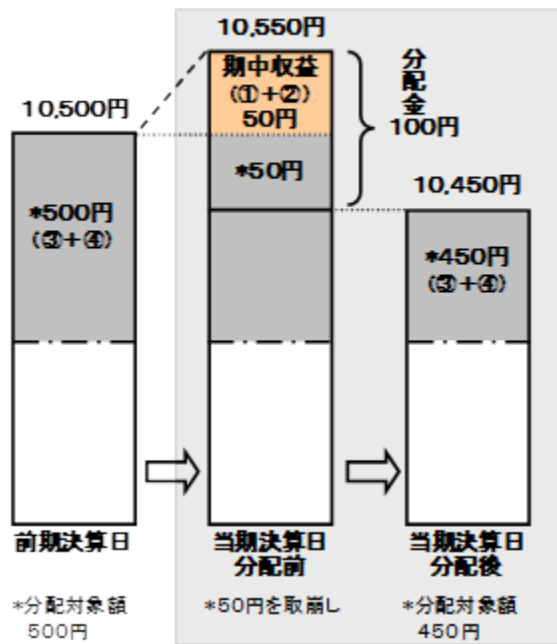 10,500円
*500円
(③+④)
前期決算日
*分配対象額
500円
10,550円
期中収益
(①+②)
50円
*50円
分配金
100円
当期決算日
分配前
*50円を取崩し
10,450円
*450円
(③+④)
当期決算日
分配後
*分配対象額
450円